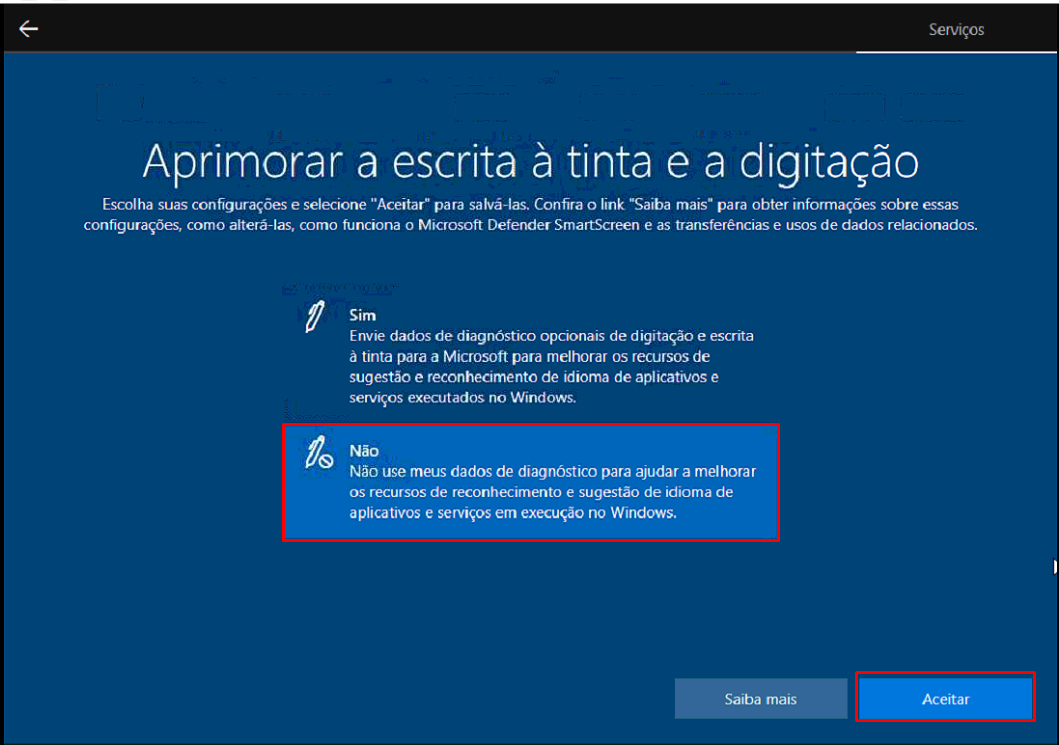 Serviços
Aprimorar a escrita à tinta e a digitação
Escolha suas configurações e selecione "Aceitar" para salvá-las. Confira o link "Saiba mais" para obter informações sobre essas
configurações, como alterá-las, como funciona o Microsoft Defender SmartScreen e as transferências e usos de dados relacionados.
Sim
Envie dados de diagnóstico opcionais de digitação e escrita
à tinta para a Microsoft para melhorar os recursos de
sugestão e reconhecimento de idioma de aplicativos e
serviços executados no Windows.
Não
Não use meus dados de diagnóstico para ajudar a melhorar
os recursos de reconhecimento e sugestão de idioma de
aplicativos e serviços em execução no Windows.
Saiba mais
Aceitar